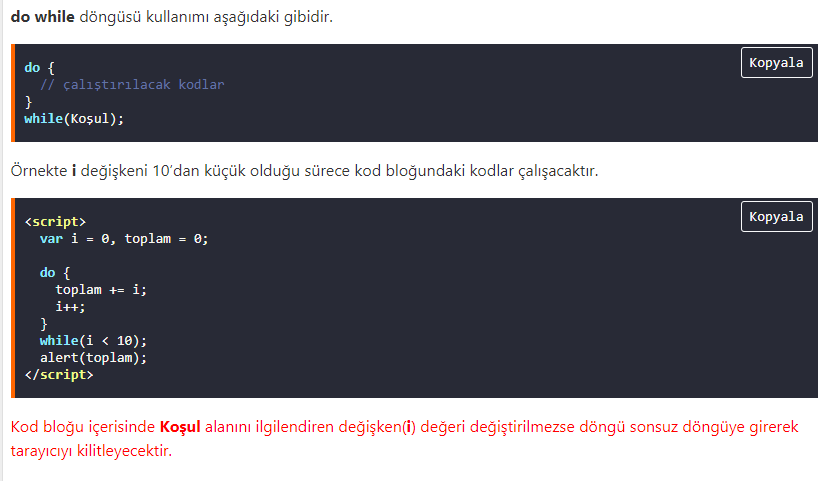 do while döngüsü kullanımı aşağıdaki gibidir.
Kopyala
do {
  // çalıştırılacak kodlar
}
while(Koşul);
Örnekte i değişkeni 10'dan küçük olduğu sürece kod bloğundaki kodlar çalışacaktır.
Kopyala
<script>
  var i = 0, toplam = 0;

  do {
    toplam += i;
    i++;
  }
  while(i < 10);
  alert(toplam);
</script>
Kod bloğu içerisinde Koşul alanını ilgilendiren değişken(i) değeri değiştirilmezse döngü sonsuz döngüye girerek
tarayıcıyı kilitleyecektir.